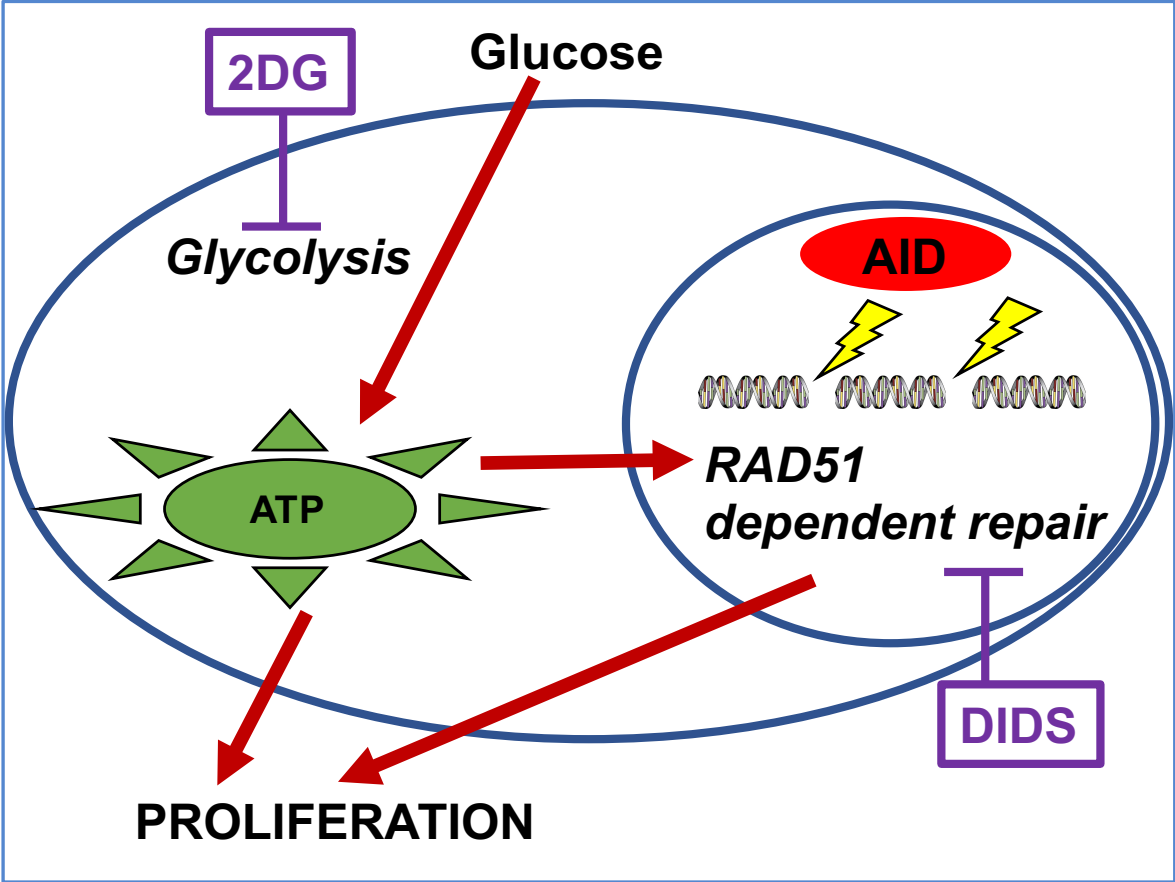 2DG
Glucose
Glycolysis
AID
ATP
RAD51
dependent repair
DIDS
PROLIFERATION